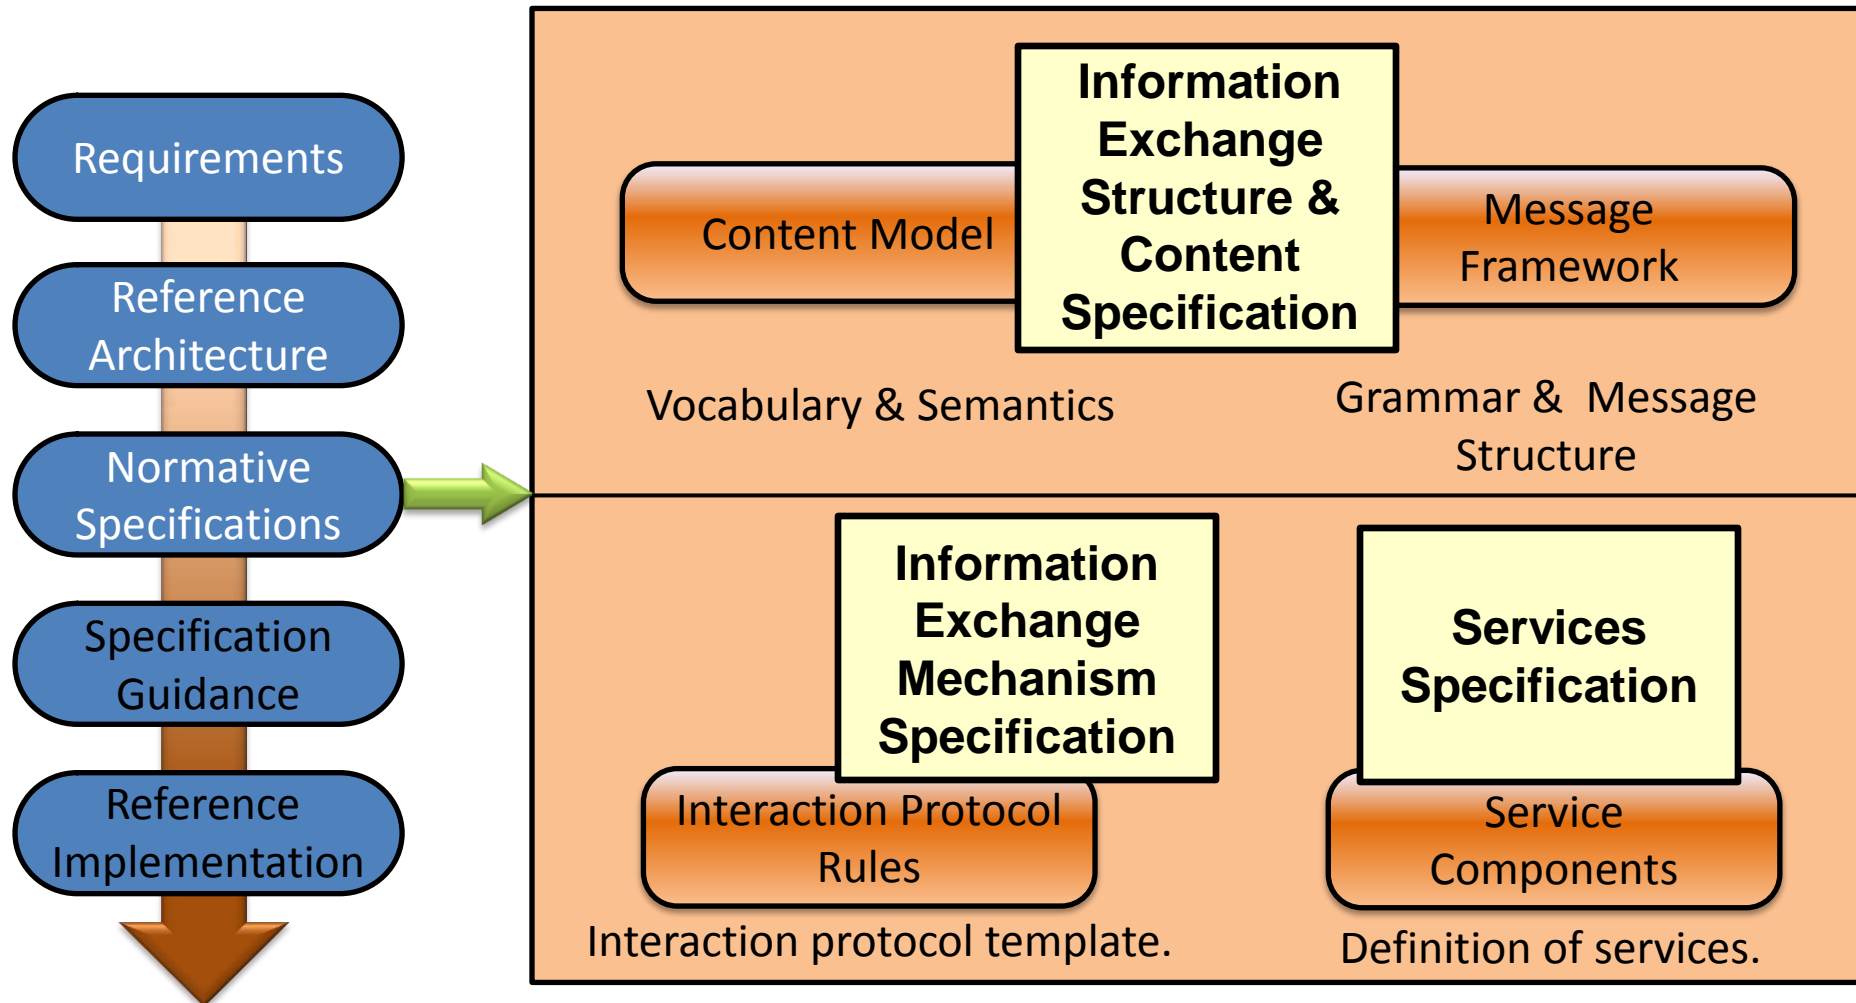 Requirements
Reference
Architecture
Normative
Specifications
Specification
Guidance
Reference
Implementation
Information
Exchange
Structure &
Content
Specification
Content Model
Message
Framework
Vocabulary & Semantics
Grammar &  Message
Structure
Information
Exchange
Mechanism
Specification
Services
Specification
Interaction Protocol
Rules
Service
Components
Interaction protocol template.
Definition of services.